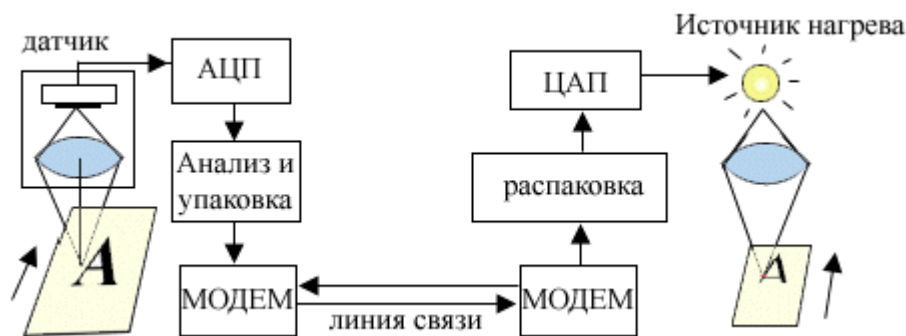 датчик
АЦП
Анализ и
упаковка
МОДЕМ
A
линия связи
МОДЕМ
распаковка
ЦАП
Источник нагрева
A